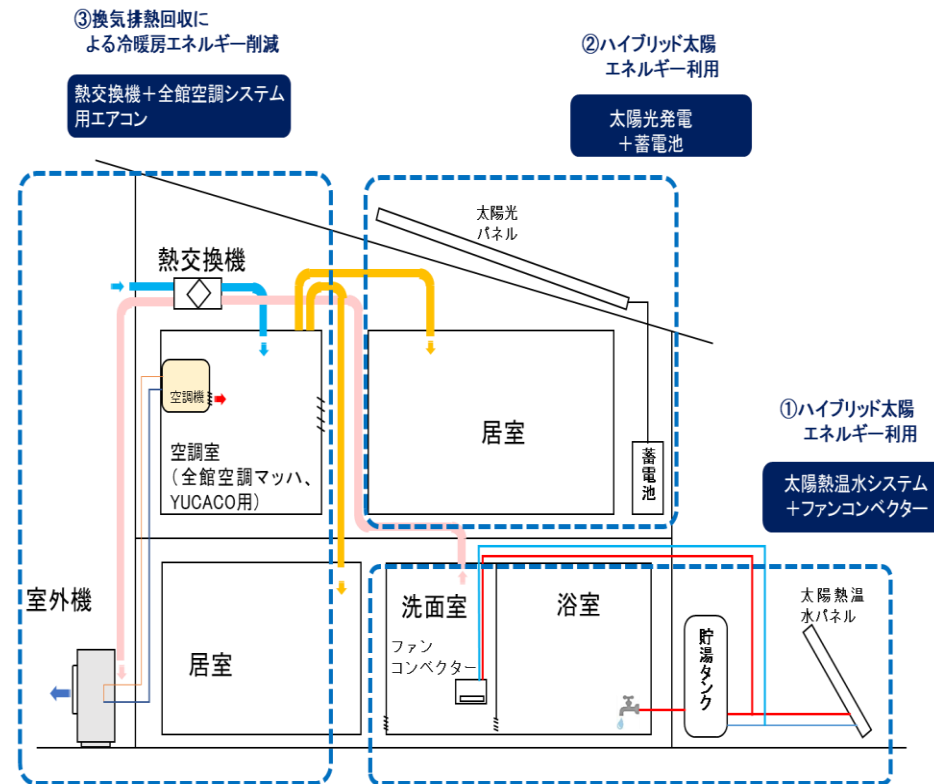 ③換気排熱回収に
よる冷暖房エネルギー削減
熱交換機＋全館空調システム
用エアコン
②ハイブリッド太陽
エネルギー利用
太陽光発電
＋蓄電池
太陽光
パネル
熱交換機
空調機
空調室
（全館空調マッハ、
YUCACO用）
居室
蓄電池
①ハイブリッド太陽
エネルギー利用
太陽熱温水システム
＋ファンコンベクター
室外機
居室
洗面室
ファン
コンベクター
浴室
貯湯タンク
太陽熱温
水パネル